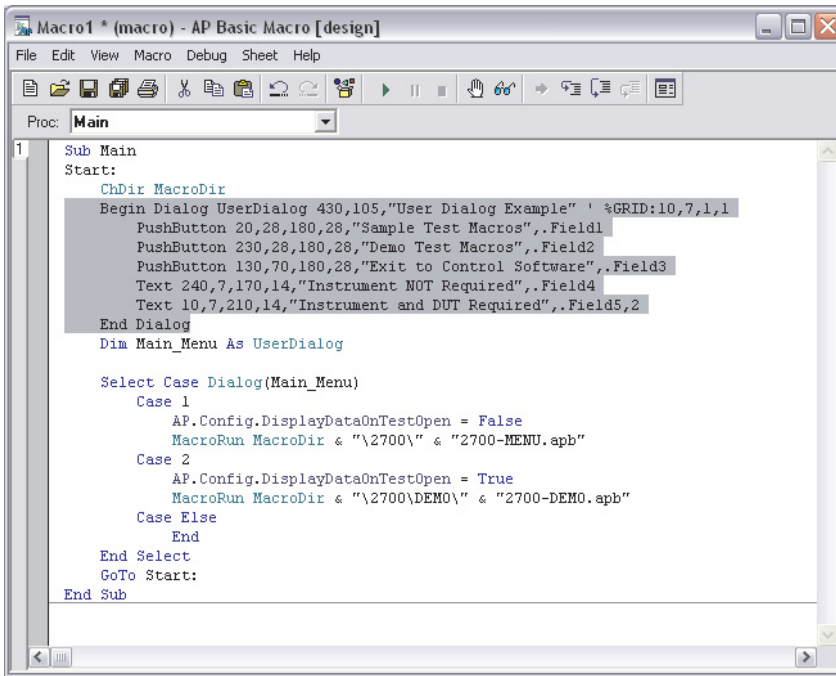 Macro1 * (macro) - AP Basic Macro [design]
File Edit View Macro Debug Sheet Help
Proc: Main
1
Sub Main
Start:
    ChDir MacroDir
    Begin Dialog UserDialog 430,105,"User Dialog Example" ' %GRID:10,7,1,1
        PushButton 20,28,180,28,"Sample Test Macros",.Field1
        PushButton 230,28,180,28,"Demo Test Macros",.Field2
        PushButton 130,70,180,28,"Exit to Control Software",.Field3
        Text 240,7,170,14,"Instrument NOT Required",.Field4
        Text 10,7,210,14,"Instrument and DUT Required",.Field5,2
    End Dialog
    Dim Main_Menu As UserDialog
    Select Case Dialog(Main_Menu)
        Case 1
            AP.Config.DisplayDataOnTestOpen = False
            MacroRun MacroDir & "\2700\" & "2700-MENU.apb"
        Case 2
            AP.Config.DisplayDataOnTestOpen = True
            MacroRun MacroDir & "\2700\DEMO\" & "2700-DEMO.apb"
        Case Else
            End
    End Select
    GoTo Start:
End Sub